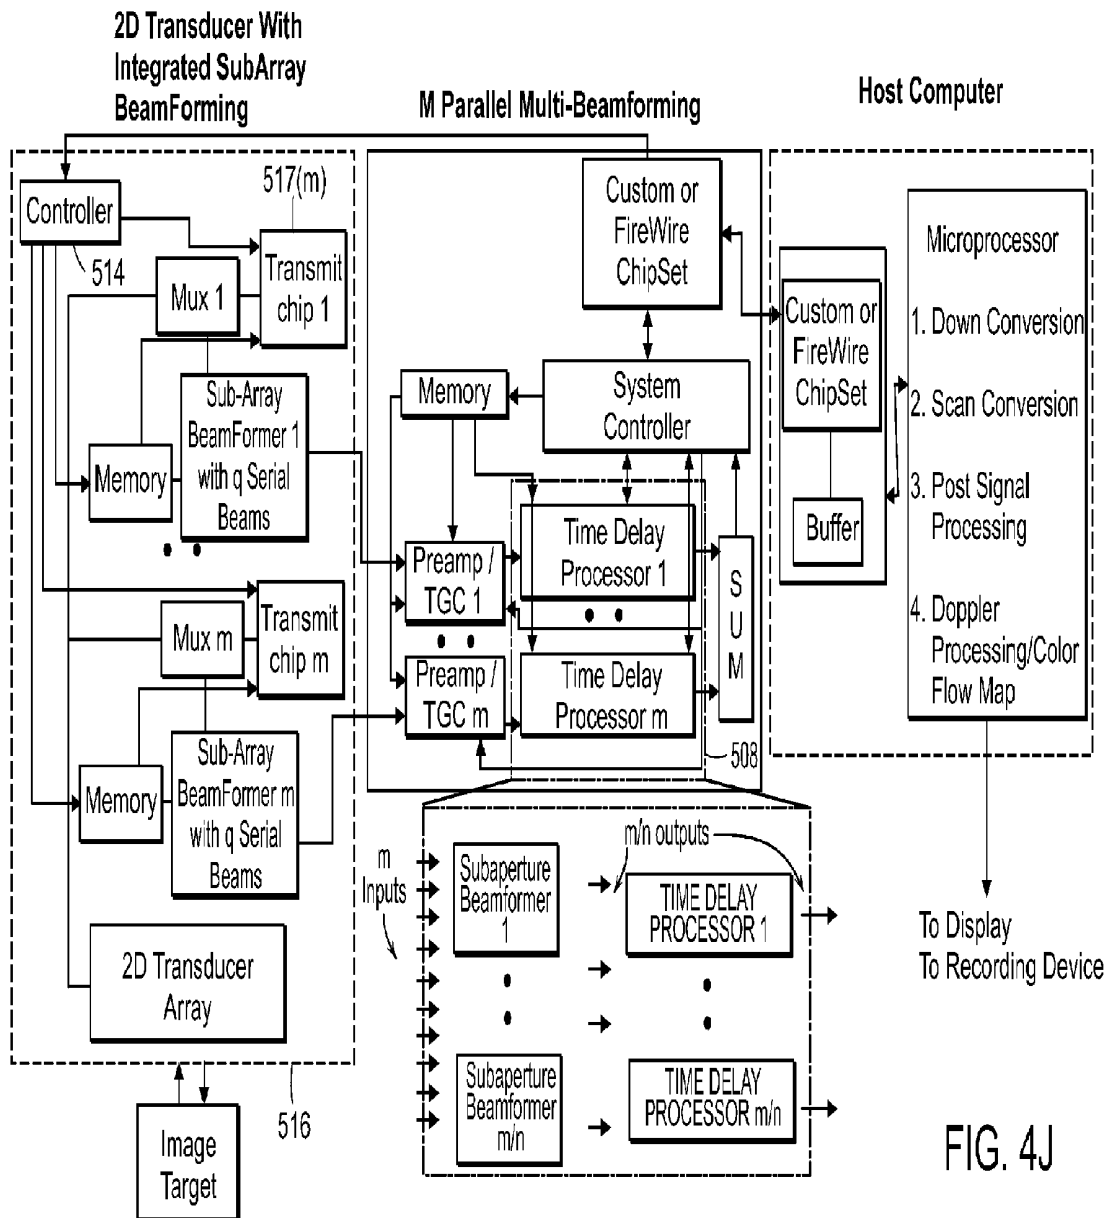 2D Transducer With
Integrated SubArray
BeamForming
M Parallel Multi-Beamforming
Host Computer
Controller
514
517(m)
Transmit
chip 1
Mux 1
Sub-Array
BeamFormer 1
with q Serial
Beams
Memory
Transmit
chip m
Mux m
Sub-Array
BeamFormer m
with q Serial
Beams
Memory
2D Transducer
Array
516
Image
Target
Custom or
FireWire
ChipSet
System
Controller
Memory
Preamp /
TGC 1
Time Delay
Processor 1
Preamp /
TGC m
Time Delay
Processor m
SUM
508
Custom or
FireWire
ChipSet
Buffer
Microprocessor
1. Down Conversion
2. Scan Conversion
3. Post Signal
Processing
4. Doppler
Processing/Color
Flow Map
m
Inputs
Subaperture
Beamformer
1
m/n outputs
TIME DELAY
PROCESSOR 1
Subaperture
Beamformer
m/n
TIME DELAY
PROCESSOR m/n
To Display
To Recording Device
FIG. 4J